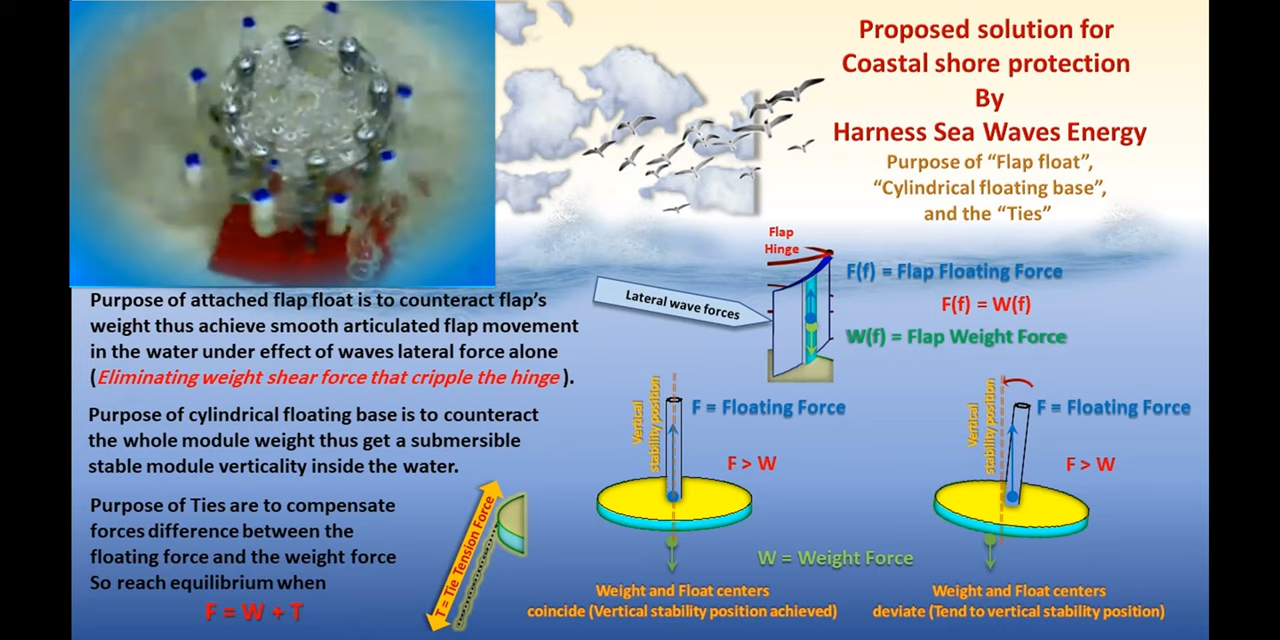 Proposed solution for
Coastal shore protection
By
Harness Sea Waves Energy
Purpose of “Flap float”,
“Cylindrical floating base”,
and the “Ties”
Purpose of attached flap float is to counteract flap’s
weight thus achieve smooth articulated flap movement
in the water under effect of waves lateral force alone
(Eliminating weight shear force that cripple the hinge).
Purpose of cylindrical floating base is to counteract
the whole module weight thus get a submersible
stable module verticality inside the water.
Purpose of Ties are to compensate
forces difference between the
floating force and the weight force
So reach equilibrium when
F = W + T
T = Tie Tension Force
Flap
Hinge
Lateral wave forces
F(f) = Flap Floating Force
F(f) = W(f)
W(f) = Flap Weight Force
Vertical
stability position
F = Floating Force
F > W
Vertical
stability position
F = Floating Force
F > W
W = Weight Force
Weight and Float centers
coincide (Vertical stability position achieved)
Weight and Float centers
deviate (Tend to vertical stability position)